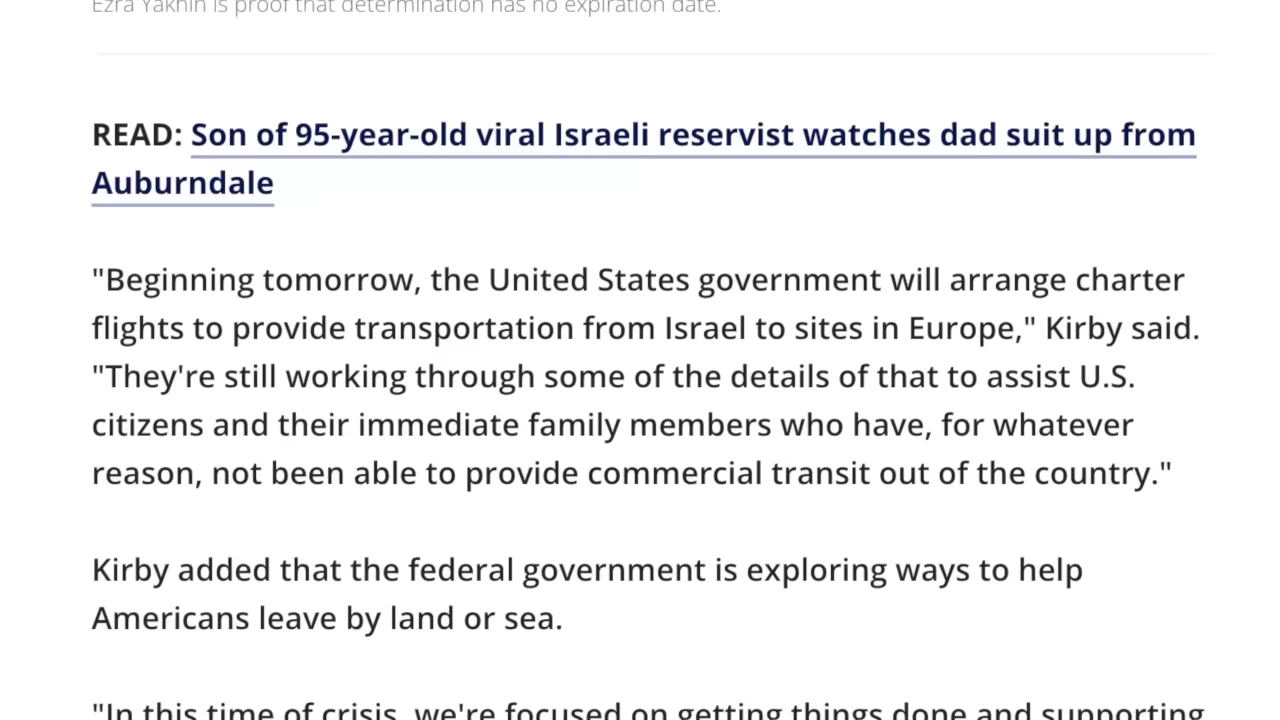 Ezra Yakhin is proof that determination has no expiration date.
READ: Son of 95-year-old viral Israeli reservist watches dad suit up from
Auburndale
"Beginning tomorrow, the United States government will arrange charter
flights to provide transportation from Israel to sites in Europe," Kirby said.
"They're still working through some of the details of that to assist U.S.
citizens and their immediate family members who have, for whatever
reason, not been able to provide commercial transit out of the country."
Kirby added that the federal government is exploring ways to help
Americans leave by land or sea.
"In this time of crisis, we're focused on getting things done and supporting